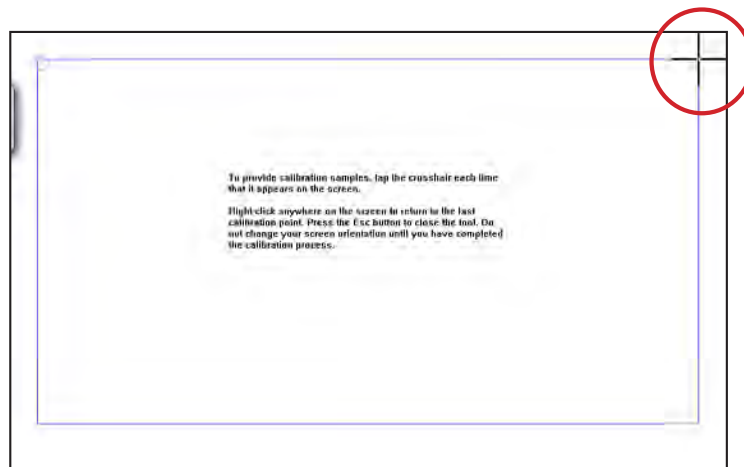 To provide calibration samples, tap the crosshair each time
that it appears on the screen.
Right-click anywhere on the screen to return to the last
calibration point. Press the Esc button to close the tool. Do
not change your screen orientation until you have completed
the calibration process.